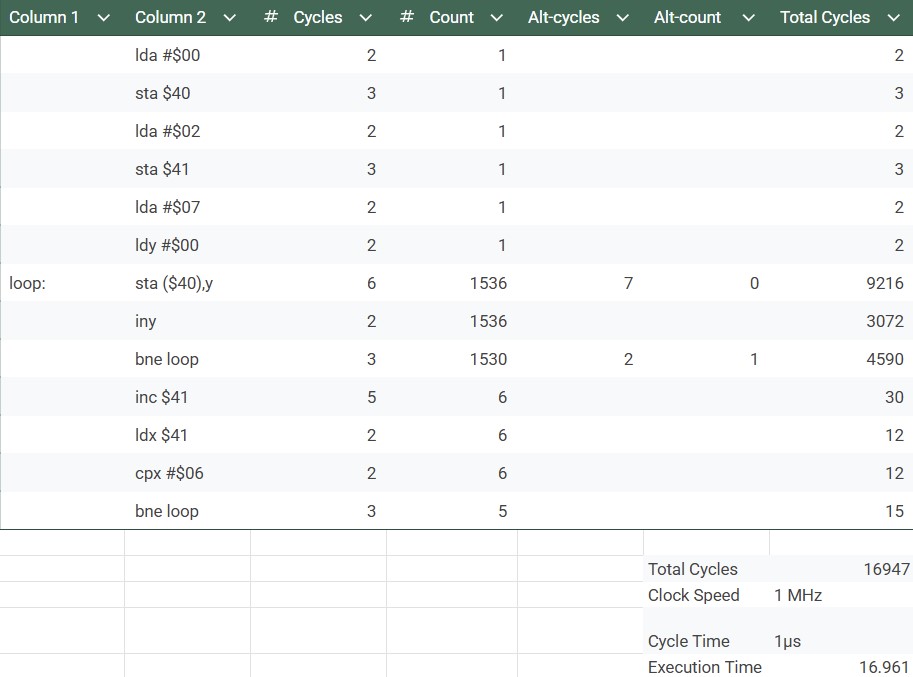 Column 1 Column 2 # Cycles # Count Alt-cycles Alt-count Total Cycles
lda #$00 2 1 2
sta $40 3 1 3
lda #$02 2 1 2
sta $41 3 1 3
lda #$07 2 1 2
ldy #$00 2 1 2
loop: sta ($40),y 6 1536 7 0 9216
iny 2 1536 3072
bne loop 3 1530 2 1 4590
inc $41 5 6 30
ldx $41 2 6 12
cpx #$06 2 6 12
bne loop 3 5 15
Total Cycles 16947
Clock Speed 1 MHz
Cycle Time 1μs
Execution Time 16.961